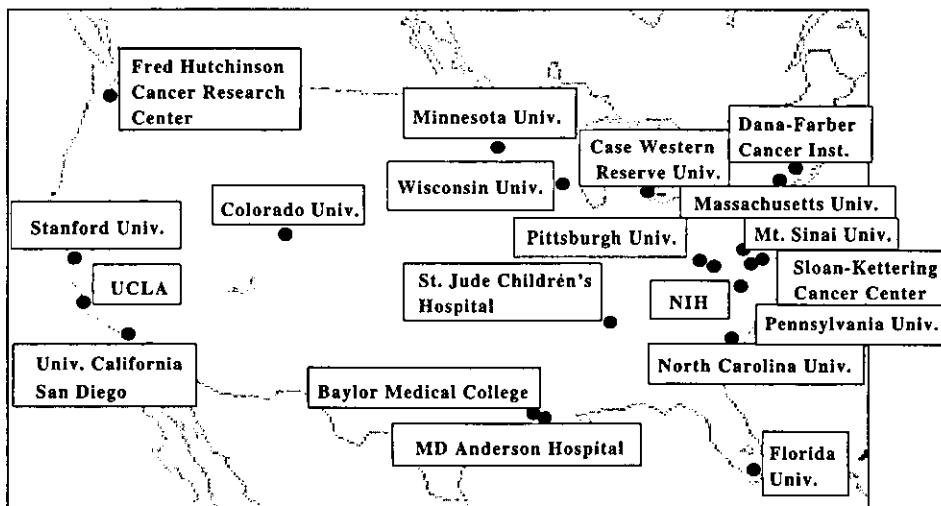 Fred Hutchinson
Cancer Research
Center
Minnesota Univ.
Dana-Farber
Cancer Inst.
Case Western
Reserve Univ.
Wisconsin Univ.
Massachusetts Univ.
Colorado Univ.
Stanford Univ.
Pittsburgh Univ.
Mt. Sinai Univ.
UCLA
St. Jude Childrén's
Hospital
NIH
Sloan-Kettering
Cancer Center
Pennsylvania Univ.
Univ. California
San Diego
North Carolina Univ.
Baylor Medical College
MD Anderson Hospital
Florida
Univ.